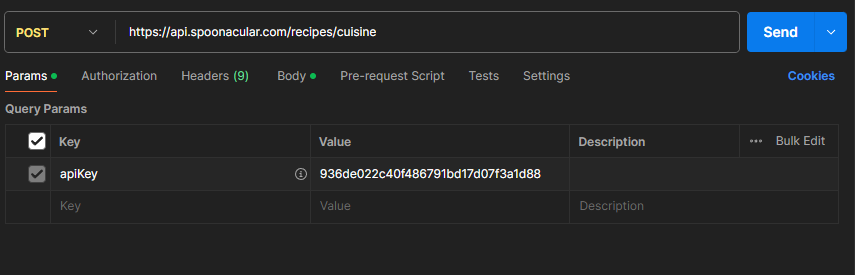 POST https://api.spoonacular.com/recipes/cuisine Send
Params Authorization Headers (9) Body Pre-request Script Tests Settings Cookies
Query Params
Key Value Description Bulk Edit
apiKey 936de022c40f486791bd17d07f3a1d88
Key Value Description